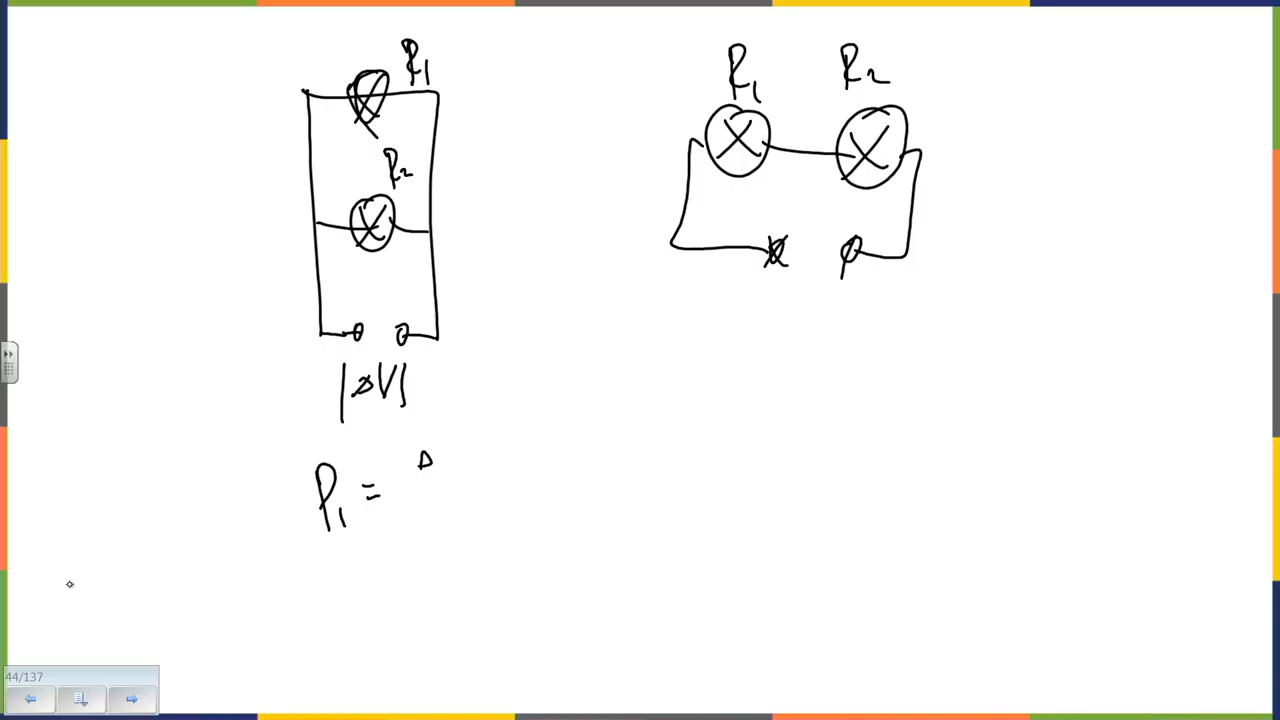 R₁
R₂
|ΔV|
P₁ = Δ
R₁ R₂
44/137